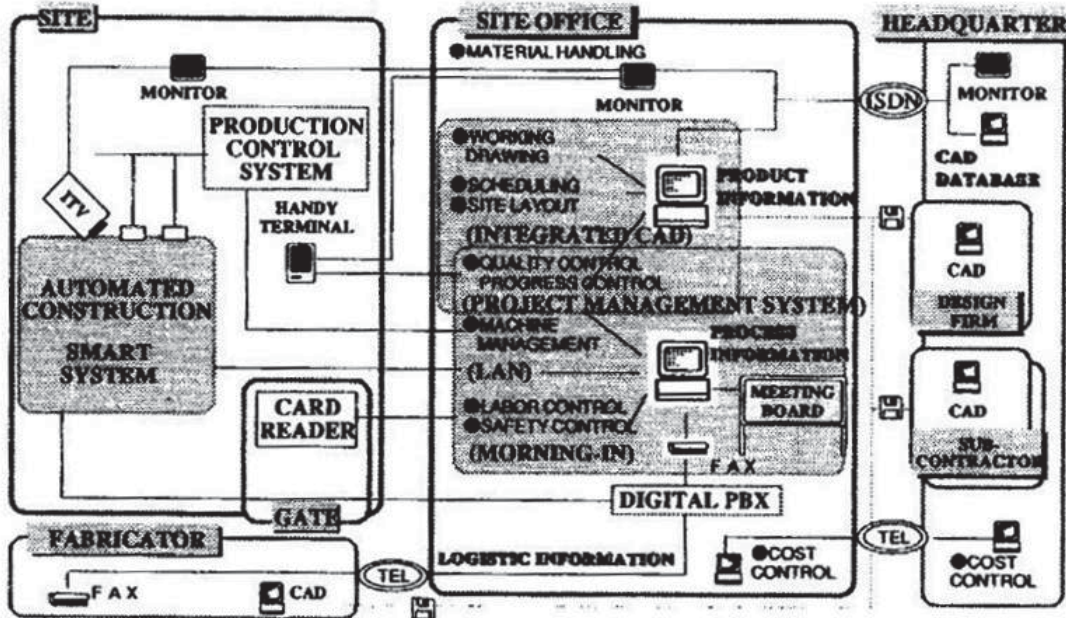 SITE
MONITOR
PRODUCTION
CONTROL
SYSTEM
ITV
HANDY
TERMINAL
AUTOMATED
CONSTRUCTION
SMART
SYSTEM
CARD
READER
GATE
FABRICATOR
FAX
CAD
TEL
LOGISTIC INFORMATION
SITE OFFICE
●MATERIAL HANDLING
MONITOR
●WORKING
DRAWING
●SCHEDULING
●SITE LAYOUT
(INTEGRATED CAD)
PRODUCT
INFORMATION
●QUALITY CONTROL
PROGRESS CONTROL
(PROJECT MANAGEMENT SYSTEM)
●MACHINE
MANAGEMENT
(LAN)
PROCESS
INFORMATION
MEETING
BOARD
●LABOR CONTROL
●SAFETY CONTROL
(MORNING-IN)
FAX
DIGITAL PBX
●COST
CONTROL
HEADQUARTER
ISDN
MONITOR
CAD
DATABASE
CAD
DESIGN
FIRM
CAD
SUB-
CONTRACTOR
TEL
●COST
CONTROL